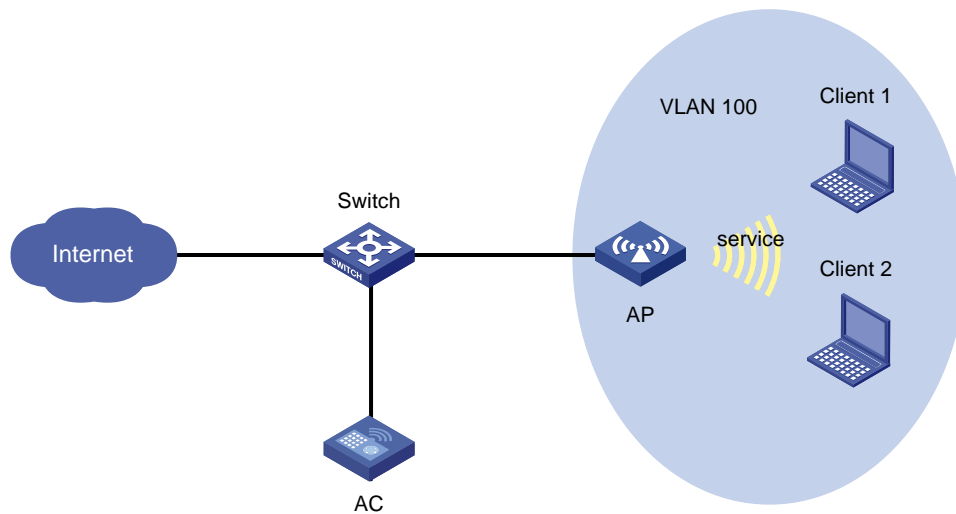 VLAN 100
Client 1
Switch
Internet
SWITCH
service
Client 2
AP
AC